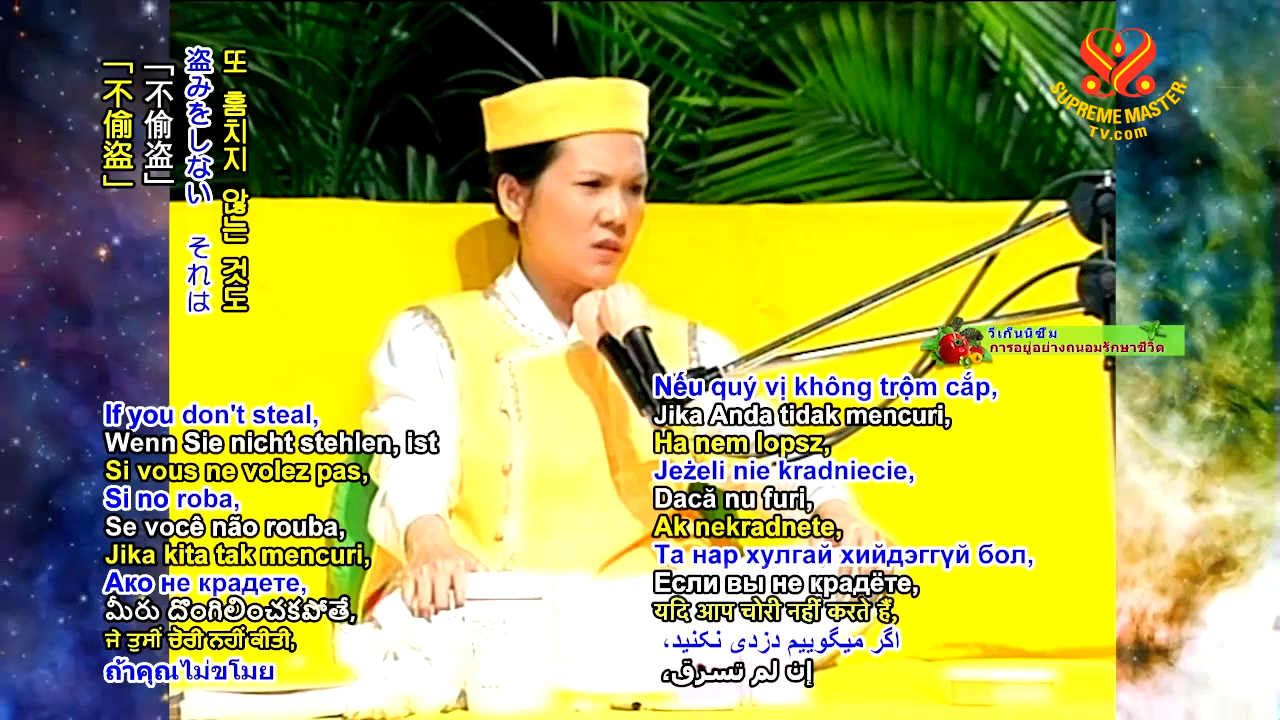 또 훔치지 않는 것도
盗みをしない それは
「不偷盗」
「不偷盗」
SUPREME MASTER
TV.com
วีแก้นนิซึ่ม
การอยู่อย่างถนอมรักษาชีวิต
If you don't steal,
Wenn Sie nicht stehlen, ist
Si vous ne volez pas,
Si no roba,
Se você não rouba,
Jika kita tak mencuri,
Ако не крадете,
మీరు దొంగిలించకపోతే,
ਜੇ ਤੁਸੀਂ ਚੋਰੀ ਨਹੀਂ ਕੀਤੀ,
ถ้าคุณไม่ขโมย
Nếu quý vị không trộm cắp,
Jika Anda tidak mencuri,
Ha nem lopsz,
Jeżeli nie kradniecie,
Dacă nu furi,
Ak nekradnete,
Та нар хулгай хийдэггүй бол,
Если вы не крадёте,
यदि आप चोरी नहीं करते हैं,
اگر میگوییم دزدی نکنید،
إن لم تسرق،